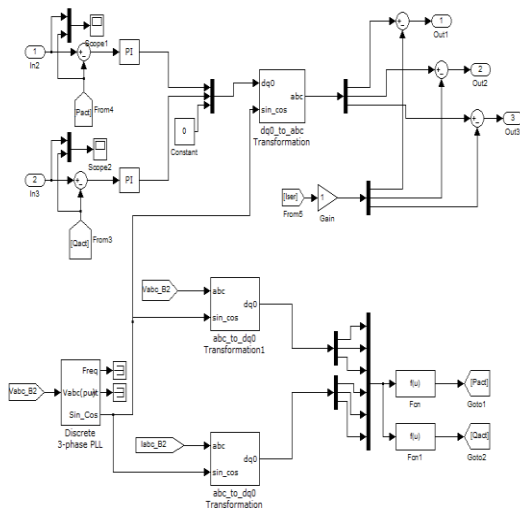 1
In2
Scope1
PI
[Pact]
From4
2
In3
Scope2
PI
[Qact]
From3
0
Constant
dq0
abc
sin_cos
dq0_to_abc
Transformation
1
Out1
2
Out2
3
Out3
[Iser]
From5
1
Gain
Vabc_B2
abc
dq0
sin_cos
abc_to_dq0
Transformation1
Vabc_B2
Freq
Vabc(pu)
Sin_Cos
Discrete
3-phase PLL
Iabc_B2
abc
dq0
sin_cos
abc_to_dq0
Transformation
f(u)
Fcn
[Pact]
Goto1
f(u)
Fcn1
[Qact]
Goto2